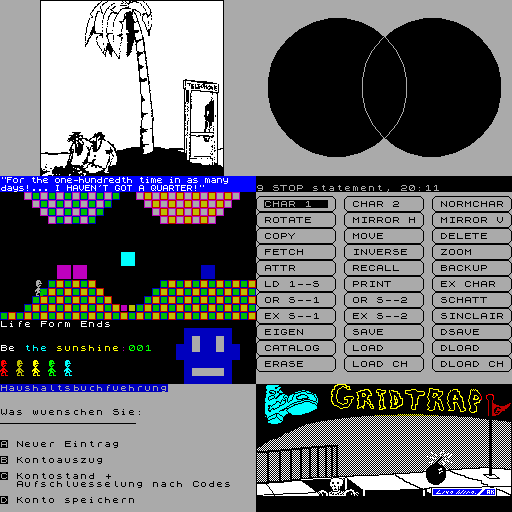 TELEPHONE
"For the one-hundredth time in as many
days!... I HAVEN'T GOT A QUARTER!"
9 STOP statement, 20:11
CHAR 1 CHAR 2 NORMCHAR
ROTATE MIRROR H MIRROR V
COPY MOVE DELETE
FETCH INVERSE ZOOM
ATTR RECALL BACKUP
LD 1--S PRINT EX CHAR
OR S--1 OR S--2 SCHATT
EX S--1 EX S--2 SINCLAIR
EIGEN SAVE DSAVE
CATALOG LOAD DLOAD
ERASE LOAD CH DLOAD CH
Life Form Ends
Be the sunshine:001
Haushaltsbuchfuehrung
Was wuenschen Sie:
A Neuer Eintrag
B Kontoauszug
C Kontostand +
Aufschluesselung nach Codes
D Konto speichern
GRIDTRAP